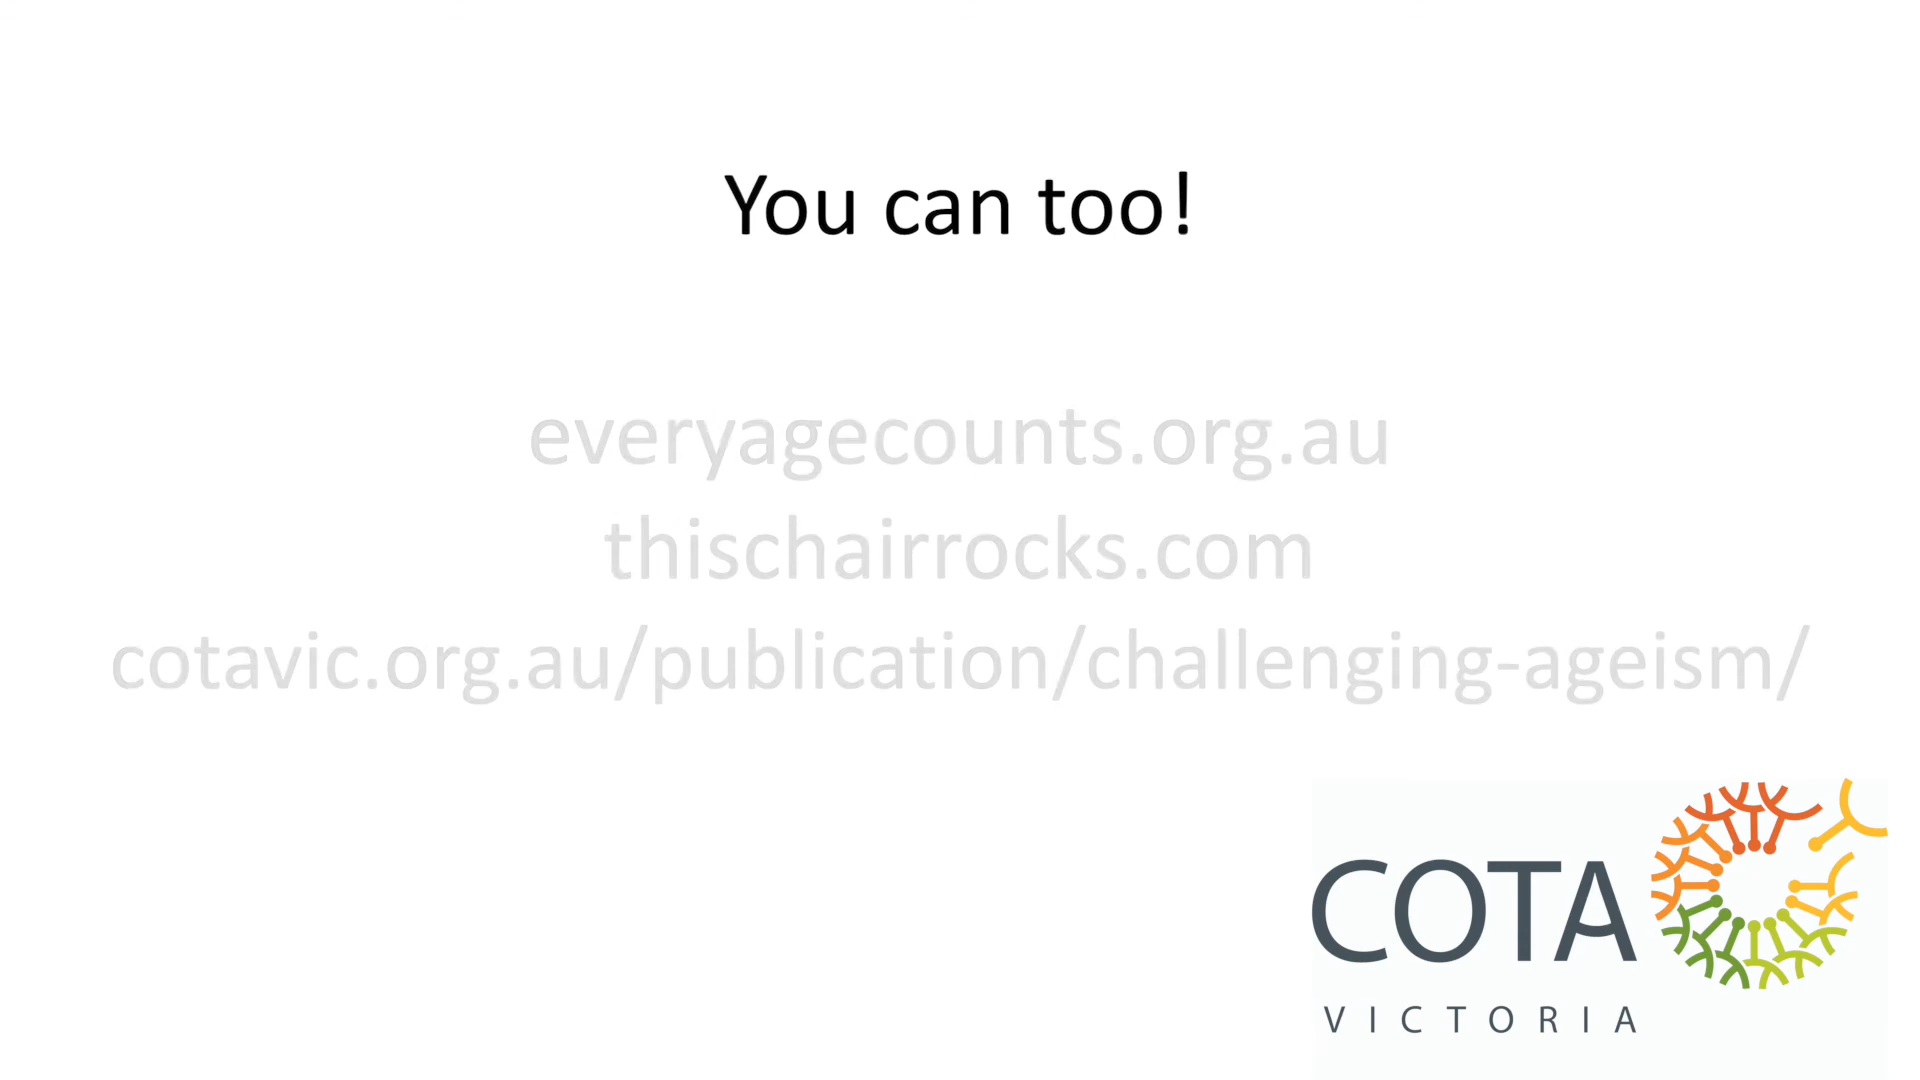 You can too!
everyagecounts.org.au
thischairrocks.com
cotavic.org.au/publication/challenging-ageism/
COTA
VICTORIA